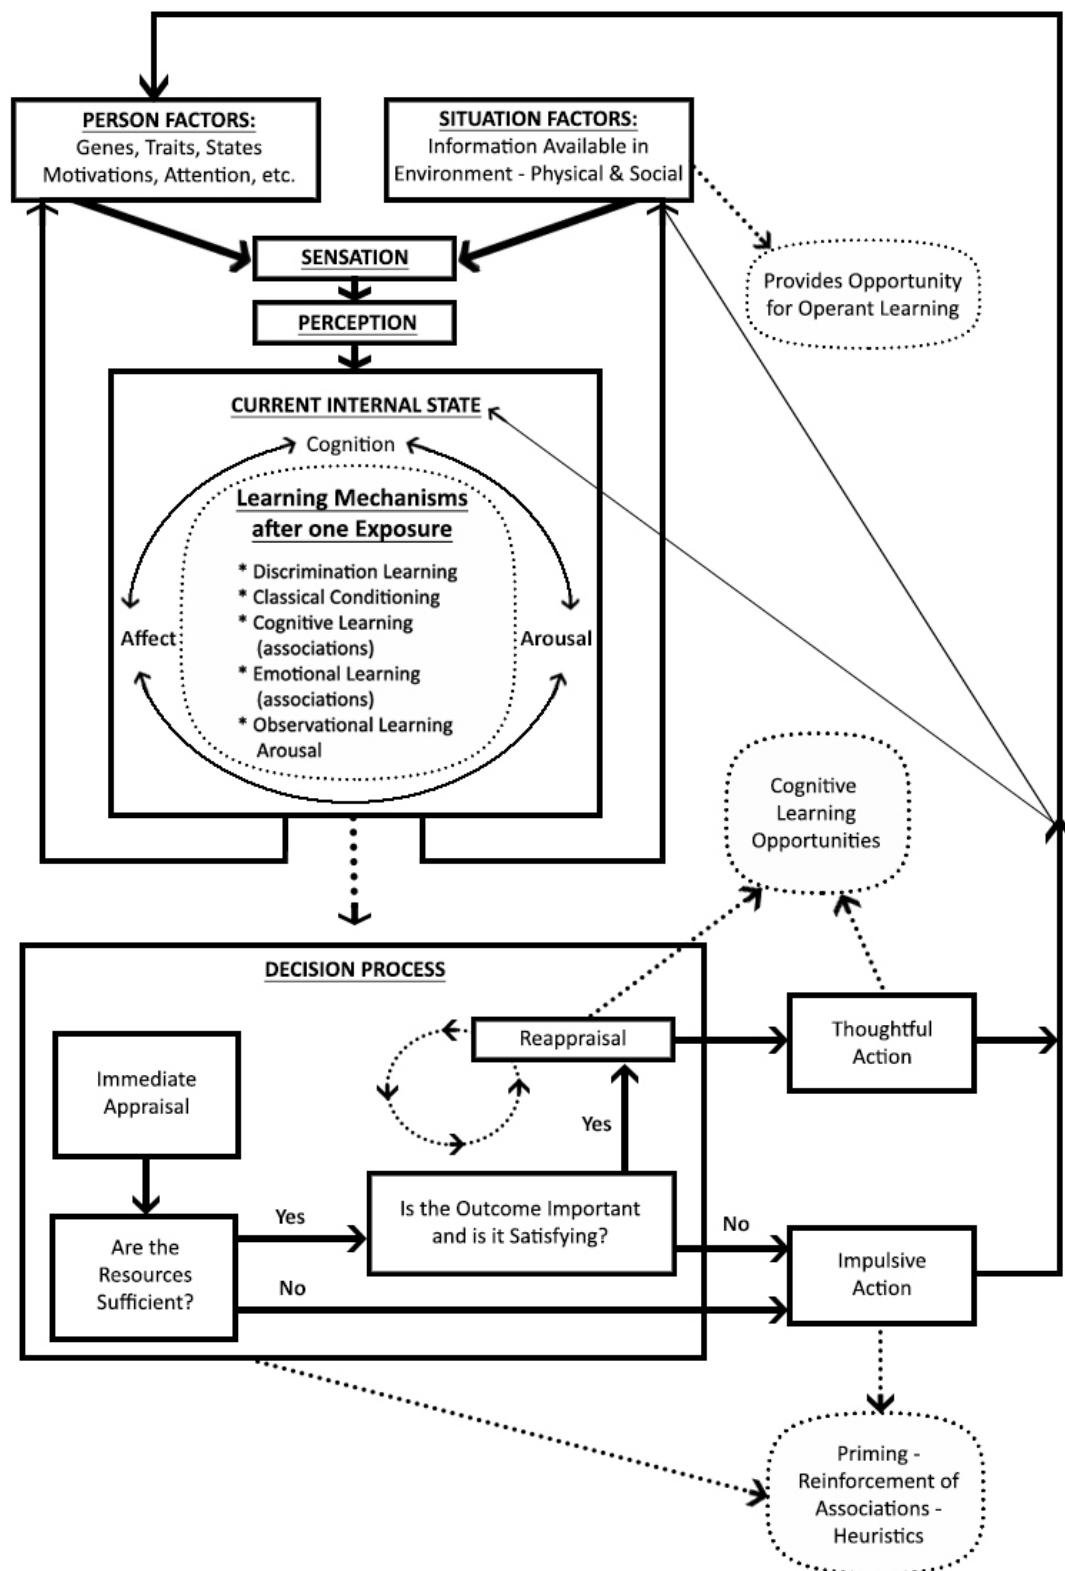 PERSON FACTORS:
Genes, Traits, States
Motivations, Attention, etc.
SITUATION FACTORS:
Information Available in
Environment - Physical & Social
SENSATION
PERCEPTION
Provides Opportunity
for Operant Learning
CURRENT INTERNAL STATE
Cognition
Learning Mechanisms
after one Exposure
* Discrimination Learning
* Classical Conditioning
* Cognitive Learning
(associations)
* Emotional Learning
(associations)
* Observational Learning
Arousal
Affect
Arousal
Cognitive
Learning
Opportunities
DECISION PROCESS
Immediate
Appraisal
Reappraisal
Thoughtful
Action
Yes
Are the
Resources
Sufficient?
Yes
No
Is the Outcome Important
and is it Satisfying?
No
Impulsive
Action
Priming -
Reinforcement of
Associations -
Heuristics